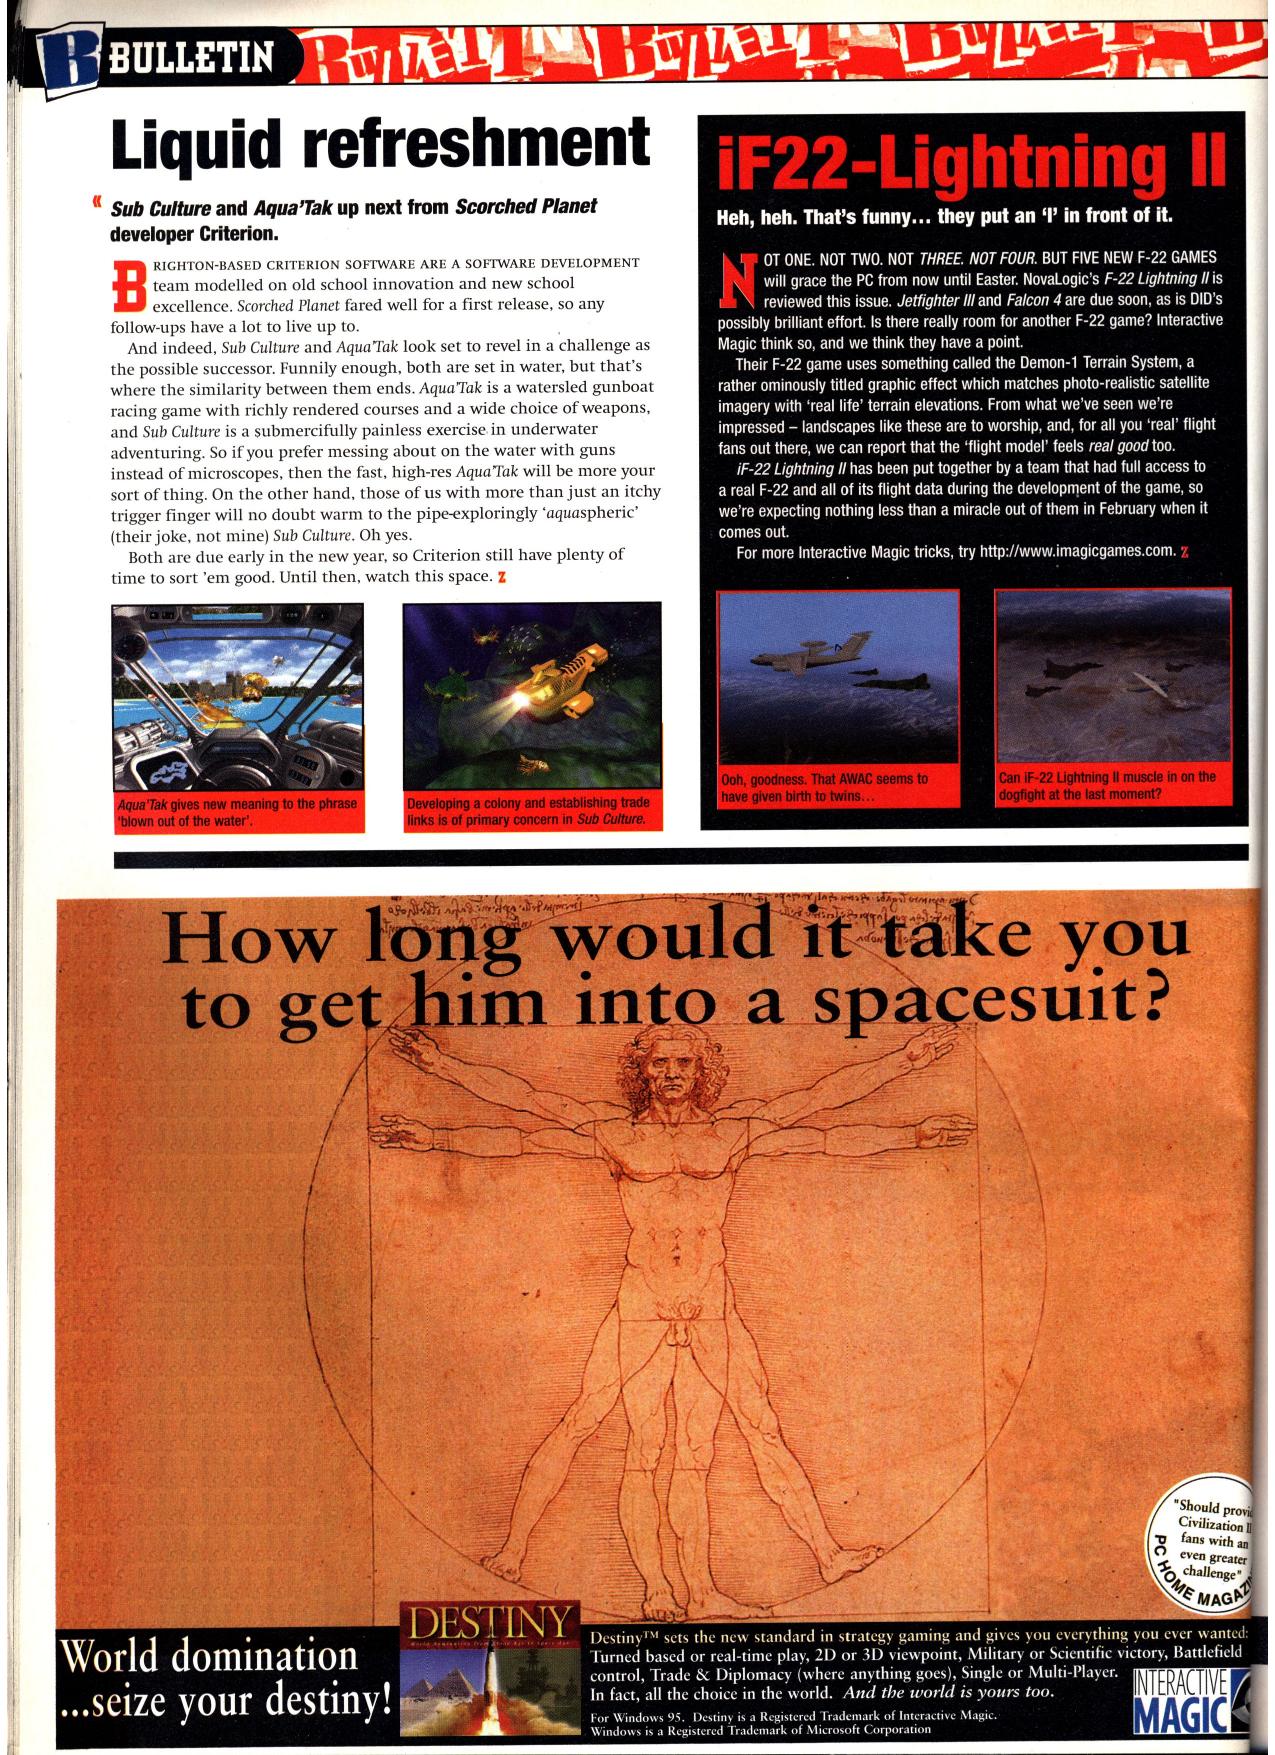 B BULLETIN
Liquid refreshment
« Sub Culture and Aqua'Tak up next from Scorched Planet
developer Criterion.
BRIGHTON-BASED CRITERION SOFTWARE ARE A SOFTWARE DEVELOPMENT
team modelled on old school innovation and new school
excellence. Scorched Planet fared well for a first release, so any
follow-ups have a lot to live up to.
And indeed, Sub Culture and Aqua'Tak look set to revel in a challenge as
the possible successor. Funnily enough, both are set in water, but that's
where the similarity between them ends. Aqua'Tak is a watersled gunboat
racing game with richly rendered courses and a wide choice of weapons,
and Sub Culture is a submercifully painless exercise in underwater
adventuring. So if you prefer messing about on the water with guns
instead of microscopes, then the fast, high-res Aqua'Tak will be more your
sort of thing. On the other hand, those of us with more than just an itchy
trigger finger will no doubt warm to the pipe-exploringly 'aquaspheric'
(their joke, not mine) Sub Culture. Oh yes.
Both are due early in the new year, so Criterion still have plenty of
time to sort 'em good. Until then, watch this space. Z
Aqua'Tak gives new meaning to the phrase
'blown out of the water'.
Developing a colony and establishing trade
links is of primary concern in Sub Culture.
iF22-Lightning II
Heh, heh. That's funny... they put an 'I' in front of it.
NOT ONE. NOT TWO. NOT THREE. NOT FOUR. BUT FIVE NEW F-22 GAMES
will grace the PC from now until Easter. NovaLogic's F-22 Lightning II is
reviewed this issue. Jetfighter III and Falcon 4 are due soon, as is DID's
possibly brilliant effort. Is there really room for another F-22 game? Interactive
Magic think so, and we think they have a point.
Their F-22 game uses something called the Demon-1 Terrain System, a
rather ominously titled graphic effect which matches photo-realistic satellite
imagery with 'real life' terrain elevations. From what we've seen we're
impressed – landscapes like these are to worship, and, for all you 'real' flight
fans out there, we can report that the 'flight model' feels real good too.
iF-22 Lightning II has been put together by a team that had full access to
a real F-22 and all of its flight data during the development of the game, so
we're expecting nothing less than a miracle out of them in February when it
comes out.
For more Interactive Magic tricks, try http://www.imagicgames.com. Z
Ooh, goodness. That AWAC seems to
have given birth to twins...
Can iF-22 Lightning II muscle in on the
dogfight at the last moment?
How long would it take you
to get him into a spacesuit?
"Should provi
Civilization II
fans with an
even greater
challenge"
PC HOME MAGAZI
World domination
...seize your destiny!
DESTINY
World Domination from Stone Age to Space Age
Destiny™ sets the new standard in strategy gaming and gives you everything you ever wanted:
Turned based or real-time play, 2D or 3D viewpoint, Military or Scientific victory, Battlefield
control, Trade & Diplomacy (where anything goes), Single or Multi-Player.
In fact, all the choice in the world. And the world is yours too.
For Windows 95. Destiny is a Registered Trademark of Interactive Magic.
Windows is a Registered Trademark of Microsoft Corporation
INTERACTIVE
MAGIC